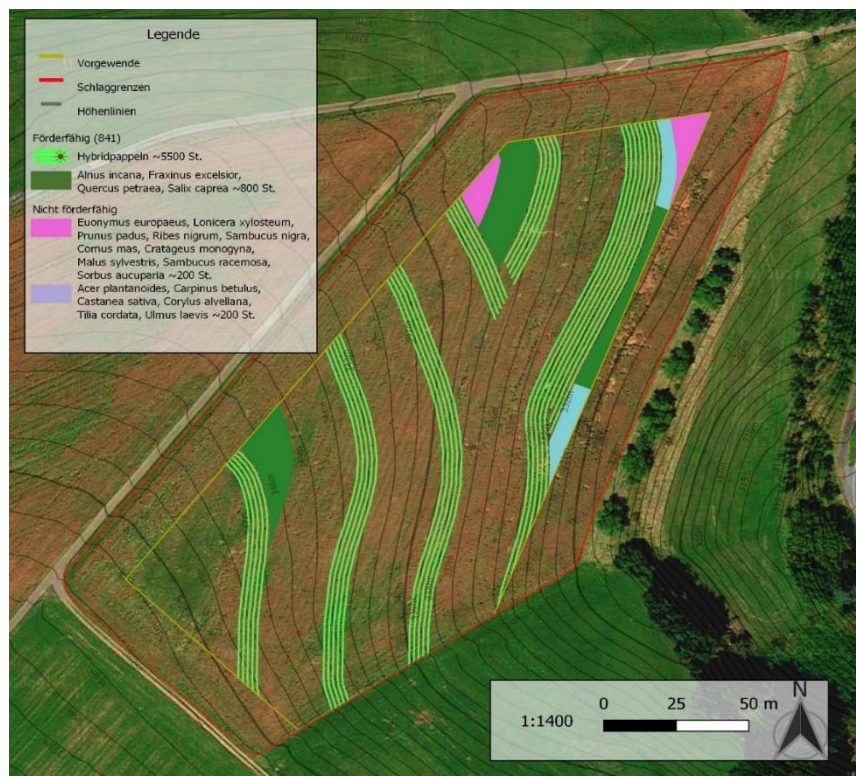 Legende
Vorgewende
Schlaggrenzen
Höhenlinien
Förderfähig (841)
Hybridpappeln ~5500 St.
Alnus incana, Fraxinus excelsior,
Quercus petraea, Salix caprea ~800 St.
Nicht förderfähig
Euonymus europaeus, Lonicera xylosteum,
Prunus padus, Ribes nigrum, Sambucus nigra,
Cornus mas, Crataegus monogyna,
Malus sylvestris, Sambucus racemosa,
Sorbus aucuparia ~200 St.
Acer plantanoides, Carpinus betulus,
Castanea sativa, Corylus alvellana,
Tilia cordata, Ulmus laevis ~200 St.
332m
N
0 25 50 m
1:1400